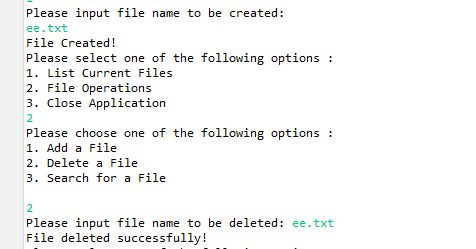 Please input file name to be created:
ee.txt
File Created!
Please select one of the following options :
1. List Current Files
2. File Operations
3. Close Application
2
Please choose one of the following options :
1. Add a File
2. Delete a File
3. Search for a File
2
Please input file name to be deleted: ee.txt
File deleted successfully!